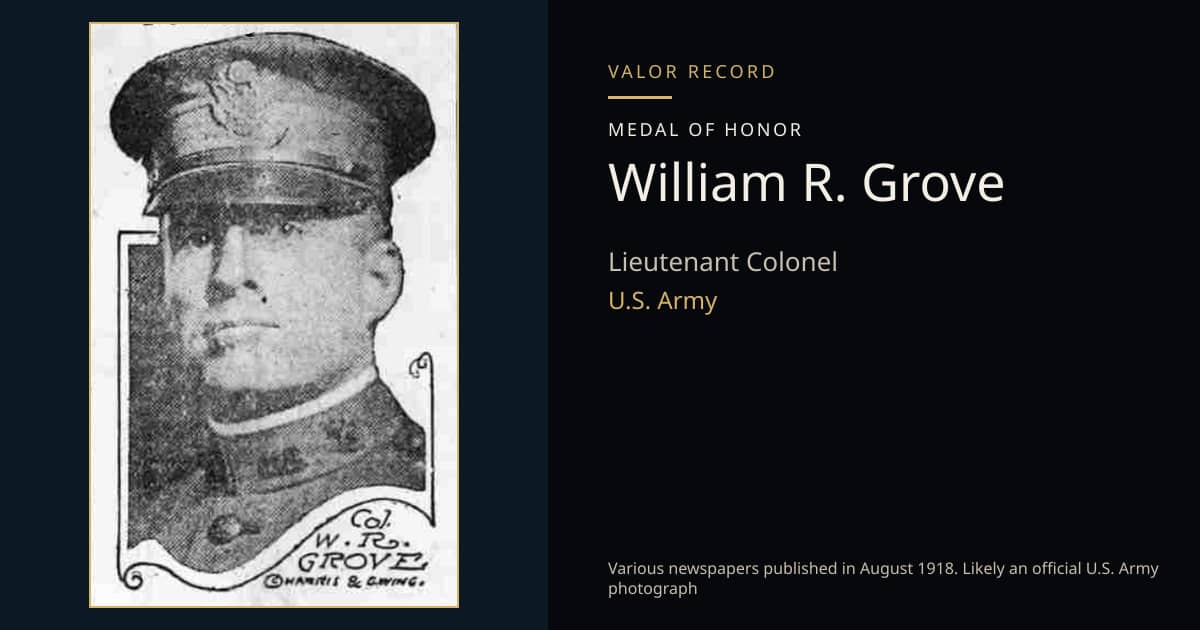 Col.
W. R.
GROVE
© HARRIS & EWING.
VALOR RECORD
MEDAL OF HONOR
William R. Grove
Lieutenant Colonel
U.S. Army
Various newspapers published in August 1918. Likely an official U.S. Army
photograph